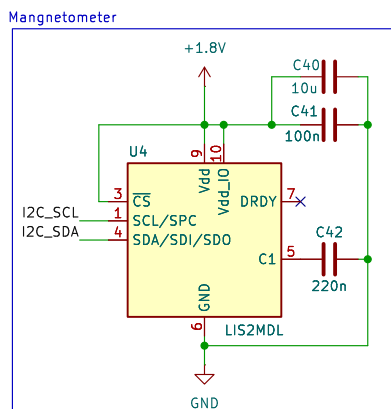 Mangnetometer
+1.8V
C40
10u
C41
100n
U4
9
10
Vdd
Vdd_IO
3
CS
DRDY
7
I2C_SCL
1
SCL/SPC
I2C_SDA
4
SDA/SDI/SDO
C1
5
C42
220n
GND
6
LIS2MDL
GND